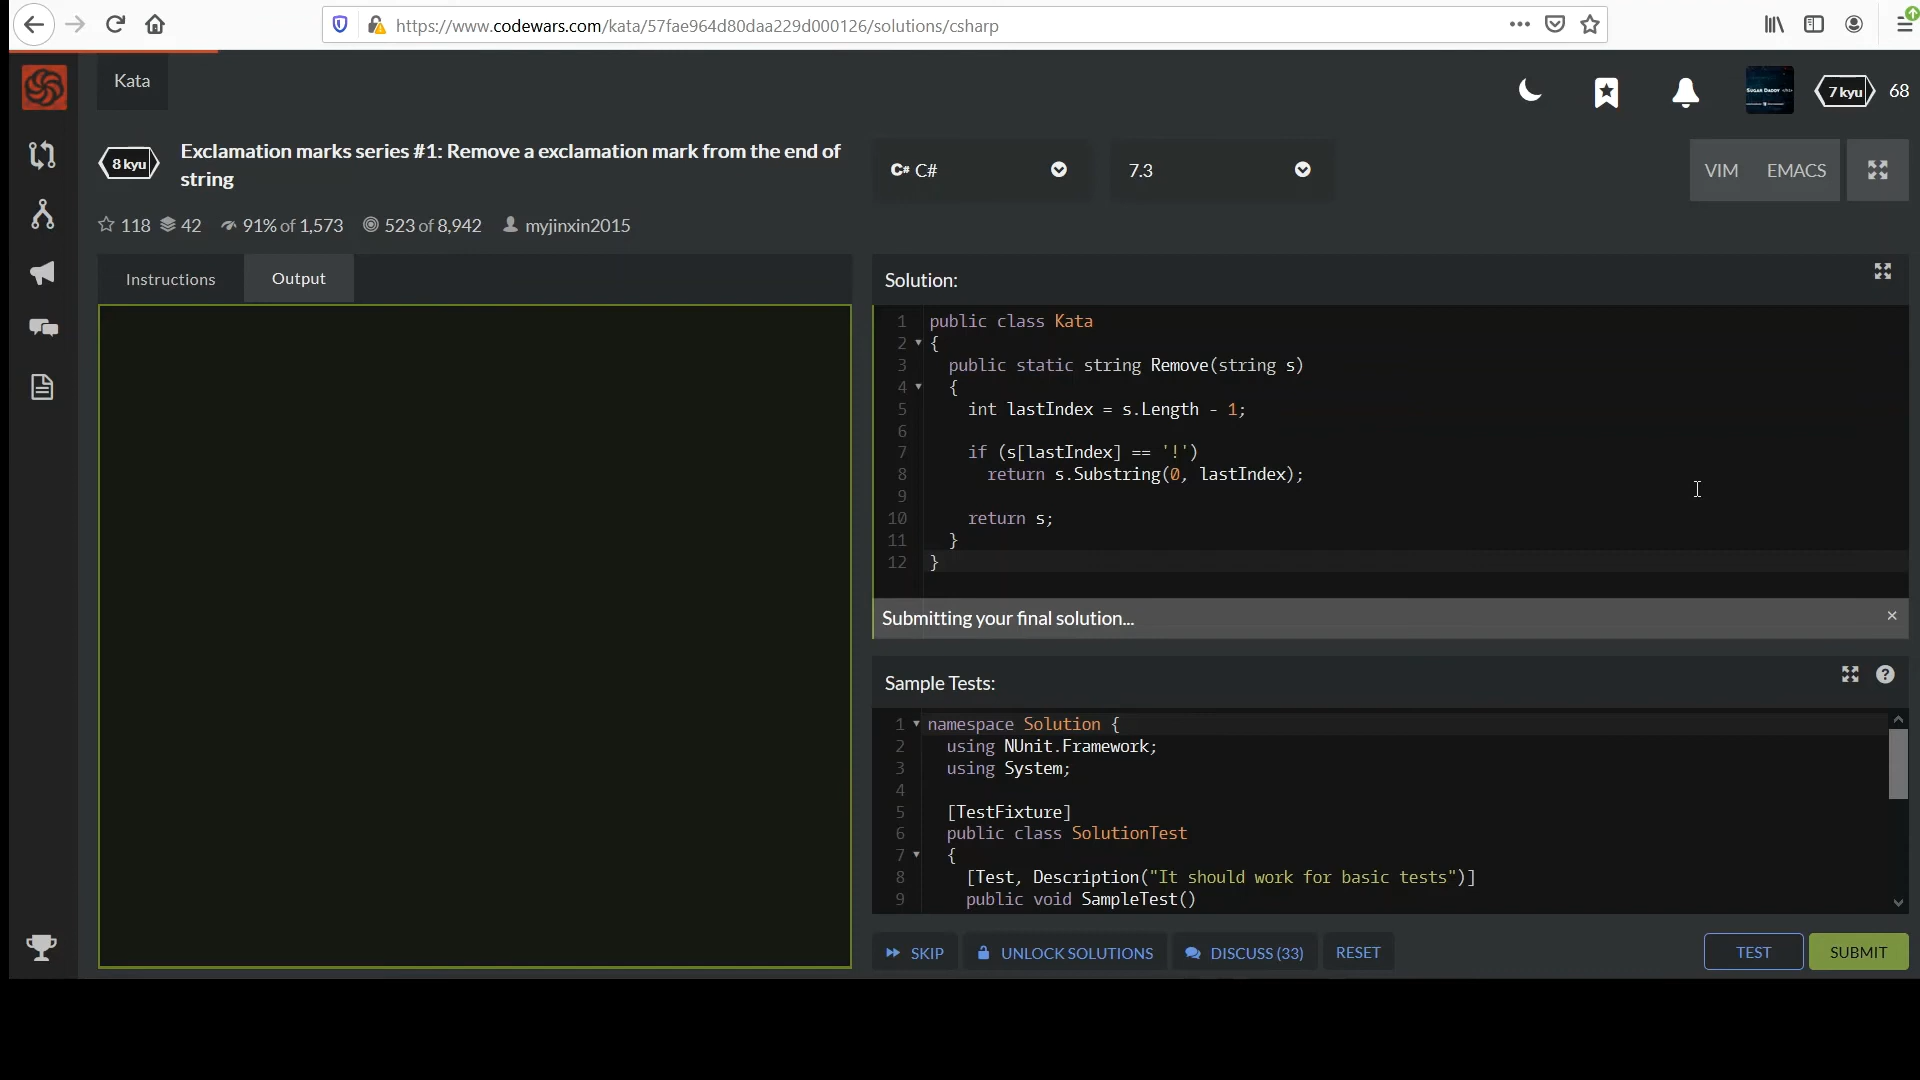 https://www.codewars.com/kata/57fae964d80daa229d000126/solutions/csharp
Kata
SUGAR DADDY
7 kyu
68
8 kyu
Exclamation marks series #1: Remove a exclamation mark from the end of
string
118 42 91% of 1,573 523 of 8,942 myjinxin2015
C# C#
7.3
VIM EMACS
Instructions Output
Solution:
1 public class Kata
2 {
3 public static string Remove(string s)
4 {
5 int lastIndex = s.Length - 1;
6
7 if (s[lastIndex] == '!')
8 return s.Substring(0, lastIndex);
9
10 return s;
11 }
12 }
Submitting your final solution...
Sample Tests:
1 namespace Solution {
2 using NUnit.Framework;
3 using System;
4
5 [TestFixture]
6 public class SolutionTest
7 {
8 [Test, Description("It should work for basic tests")]
9 public void SampleTest()
SKIP UNLOCK SOLUTIONS DISCUSS (33) RESET TEST SUBMIT